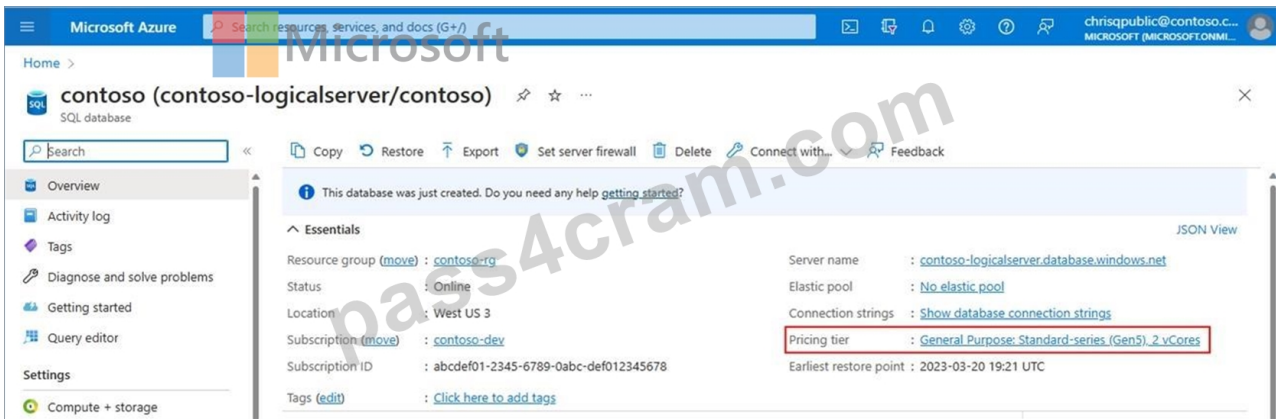 Microsoft Azure
Search resources, services, and docs (G+/)
chrisqpublic@contoso.c...
MICROSOFT (MICROSOFT.ONMI...
Microsoft
Home >
contoso (contoso-logicalserver/contoso)
SQL database
Search
Copy Restore Export Set server firewall Delete Connect with... Feedback
Overview
Activity log
Tags
Diagnose and solve problems
Getting started
Query editor
Settings
Compute + storage
This database was just created. Do you need any help getting started?
Essentials
JSON View
Resource group (move) : contoso-rg
Status : Online
Location : West US 3
Subscription (move) : contoso-dev
Subscription ID : abcdef01-2345-6789-0abc-def012345678
Server name : contoso-logicalserver.database.windows.net
Elastic pool : No elastic pool
Connection strings : Show database connection strings
Pricing tier : General Purpose: Standard-series (Gen5), 2 vCores
Earliest restore point : 2023-03-20 19:21 UTC
Tags (edit) : Click here to add tags
pass4cram.com